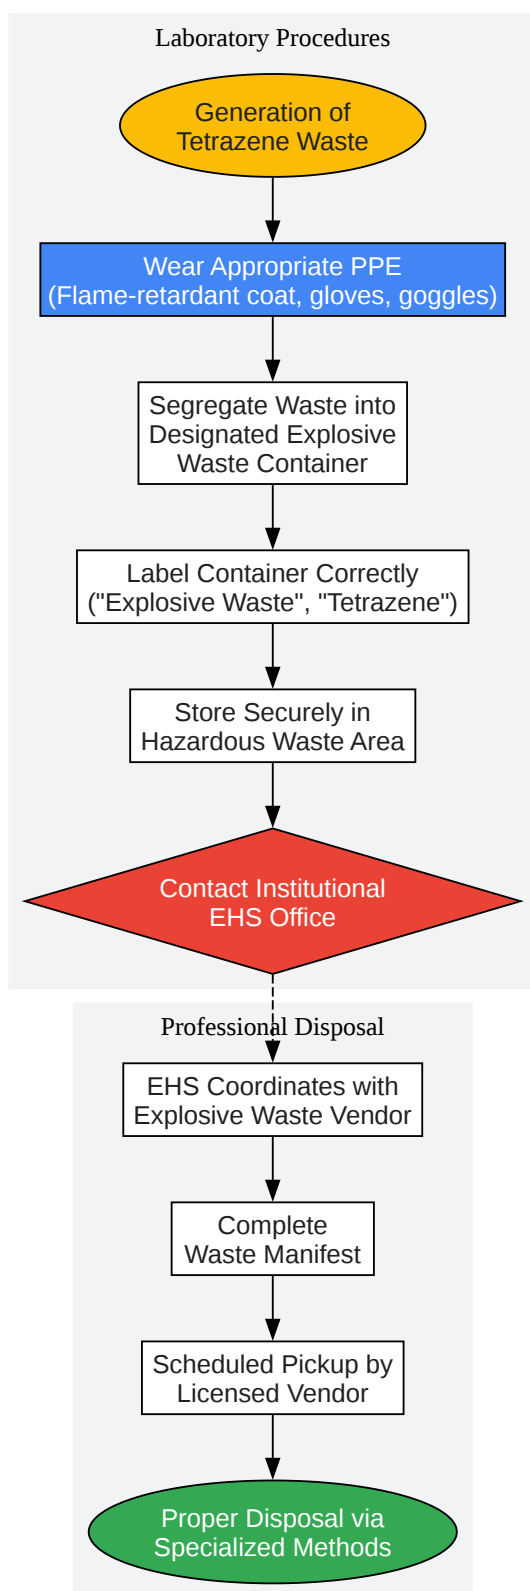 Laboratory Procedures
Generation of
Tetrazene Waste
Wear Appropriate PPE
(Flame-retardant coat, gloves, goggles)
Segregate Waste into
Designated Explosive
Waste Container
Label Container Correctly
("Explosive Waste", "Tetrazene")
Store Securely in
Hazardous Waste Area
Contact Institutional
EHS Office
Professional Disposal
EHS Coordinates with
Explosive Waste Vendor
Complete
Waste Manifest
Scheduled Pickup by
Licensed Vendor
Proper Disposal via
Specialized Methods